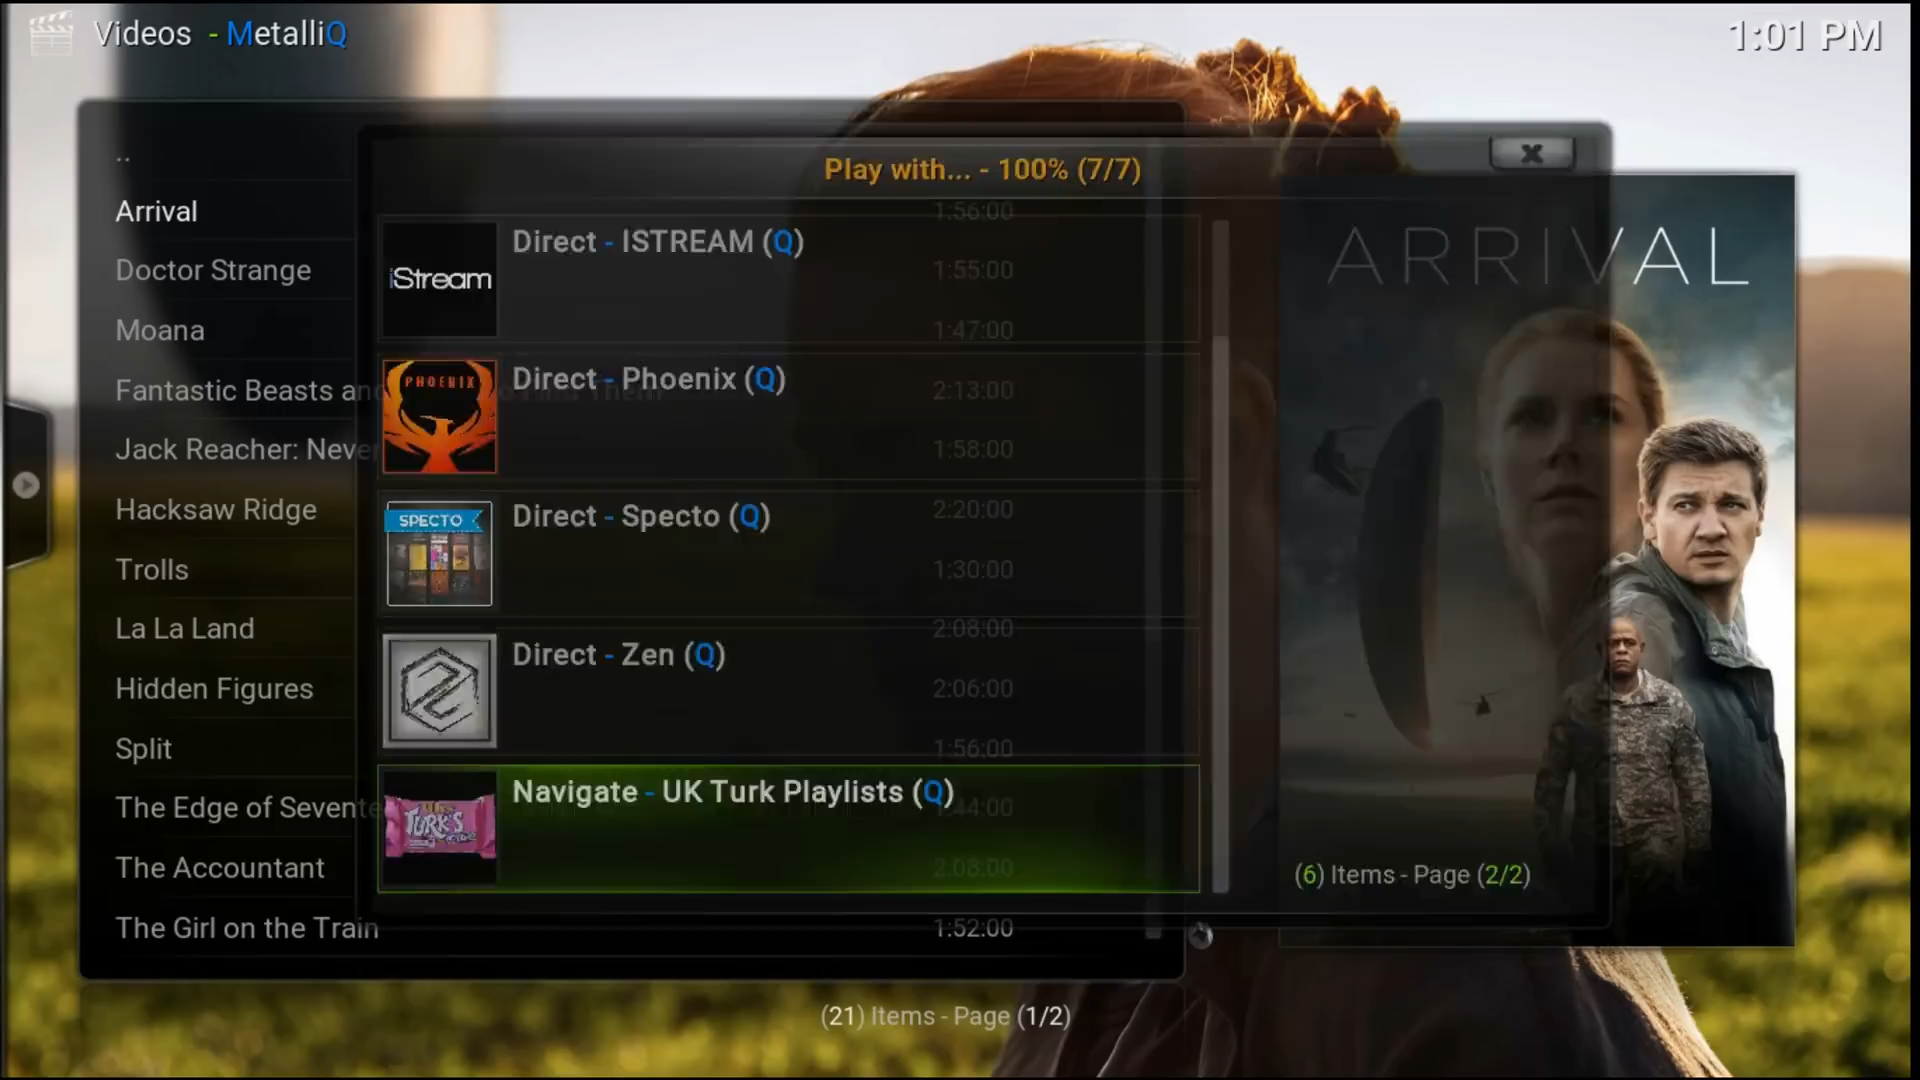 Videos - MetalliQ
1:01 PM
Play with... - 100% (7/7)
..
Arrival
1:56:00
Doctor Strange
1:55:00
Moana
1:47:00
Fantastic Beasts and
2:13:00
Jack Reacher: Never
1:58:00
Hacksaw Ridge
2:20:00
Trolls
1:30:00
La La Land
2:08:00
Hidden Figures
2:06:00
Split
1:56:00
The Edge of Sevente
44:00
The Accountant
2:08:00
The Girl on the Train
1:52:00
iStream
Direct - ISTREAM (Q)
PHOENIX
Direct - Phoenix (Q)
SPECTO
Direct - Specto (Q)
Direct - Zen (Q)
TURK'S
Navigate - UK Turk Playlists (Q)
ARRIVAL
(6) Items - Page (2/2)
(21) Items - Page (1/2)